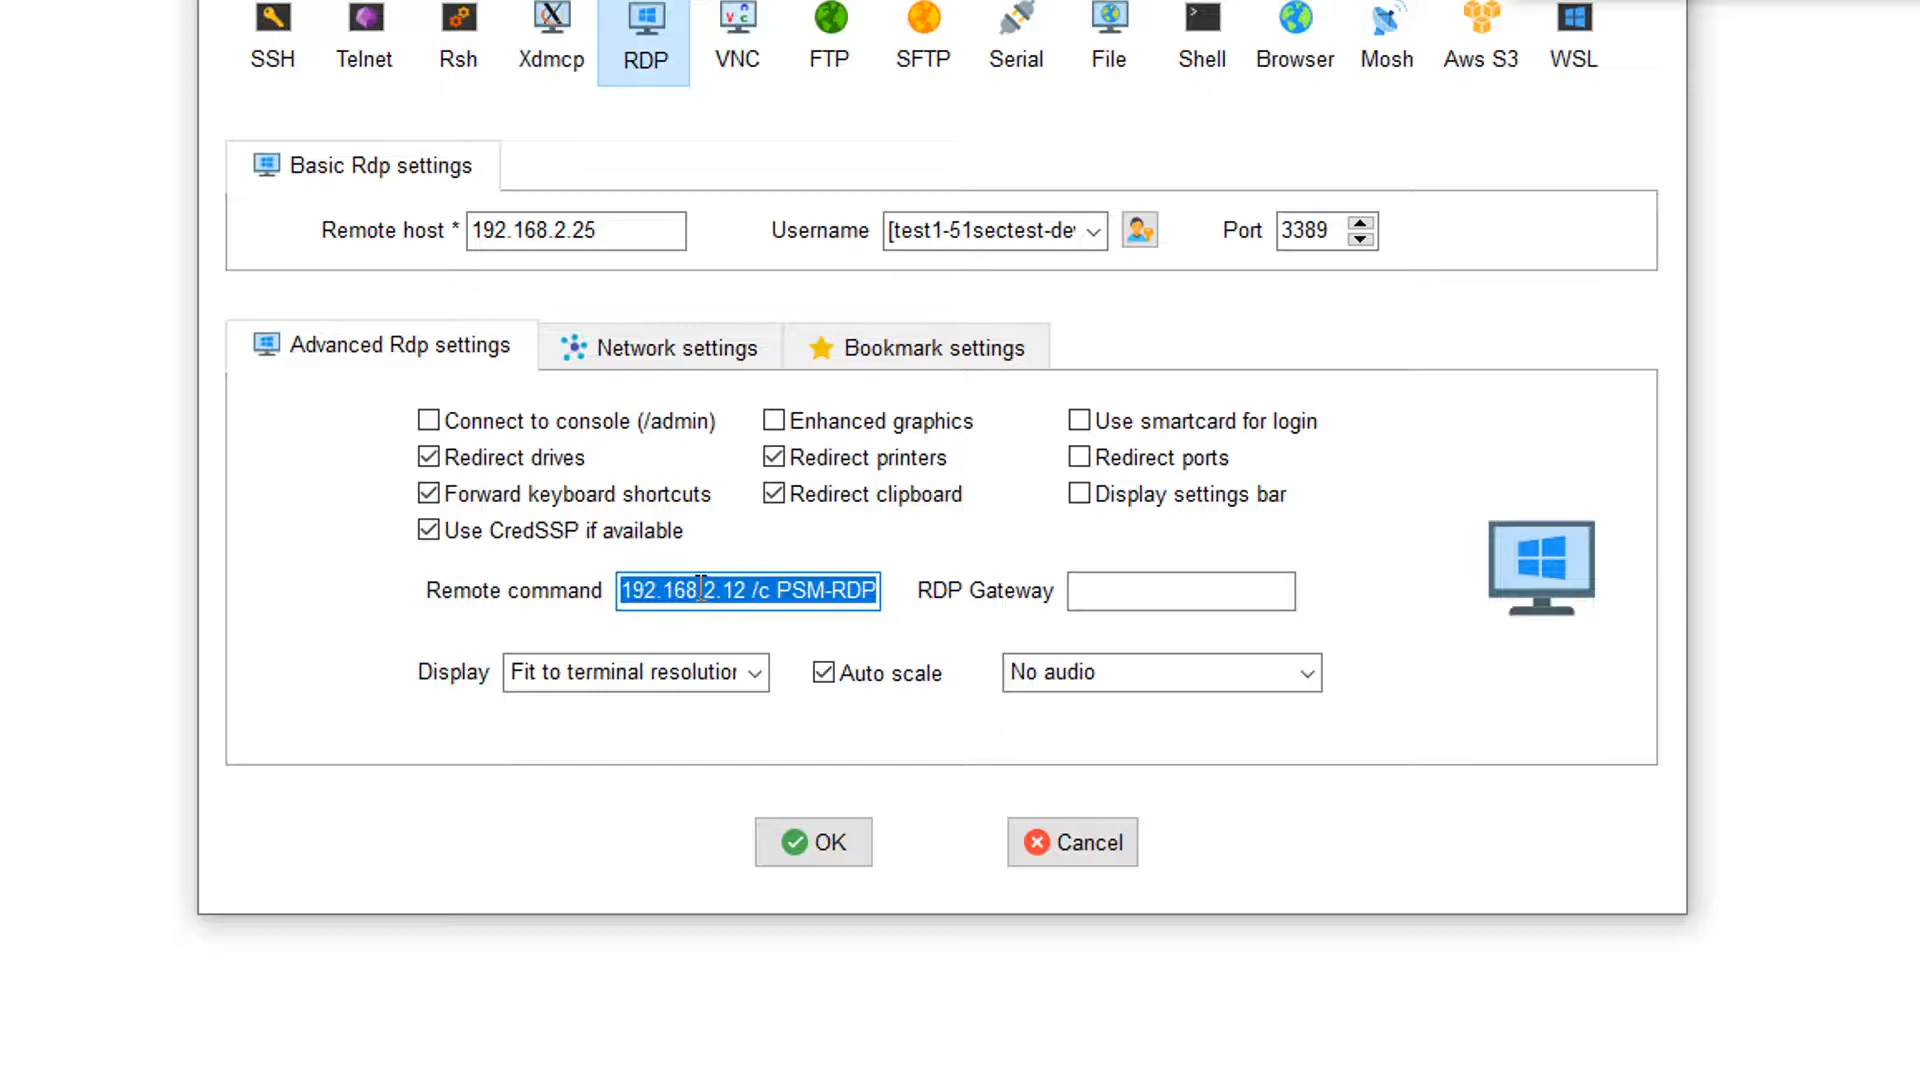 SSH Telnet Rsh Xdmcp RDP VNC FTP SFTP Serial File Shell Browser Mosh Aws S3 WSL
Basic Rdp settings
Remote host * 192.168.2.25 Username [test1-51sectest-de Port 3389
Advanced Rdp settings Network settings Bookmark settings
Connect to console (/admin) Enhanced graphics Use smartcard for login
Redirect drives Redirect printers Redirect ports
Forward keyboard shortcuts Redirect clipboard Display settings bar
Use CredSSP if available
Remote command 192.168.2.12 /c PSM-RDP RDP Gateway
Display Fit to terminal resolution Auto scale No audio
OK Cancel